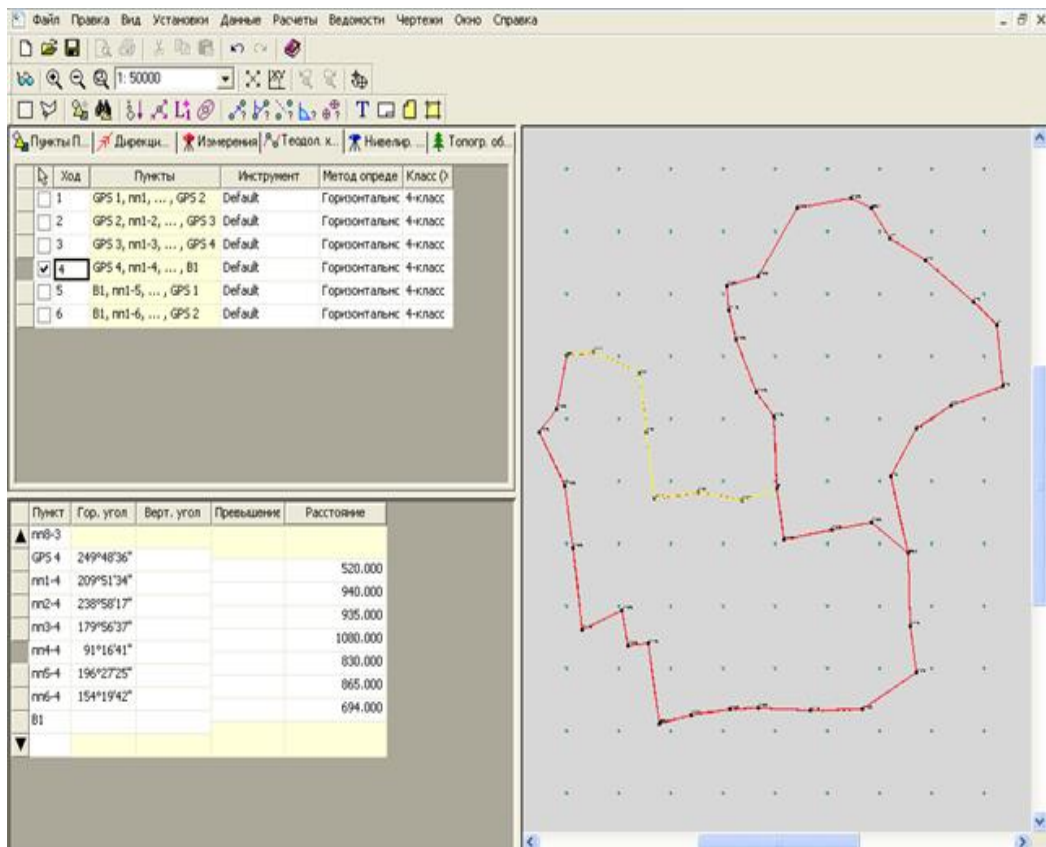 Файл Правка Вид Установки Данные Расчеты Ведомости Чертежи Окно Справка
1: 50000
Пункты П... Дирекци... Измерения Теодол. х... Нивелир. ... Топогр. об...
Ход Пункты Инструмент Метод опреде Класс (
1 GPS 1, пп1, ... , GPS 2 Default Горизонтальнс 4-класс
2 GPS 2, пп1-2, ... , GPS 3 Default Горизонтальнс 4-класс
3 GPS 3, пп1-3, ... , GPS 4 Default Горизонтальнс 4-класс
4 GPS 4, пп1-4, ... , B1 Default Горизонтальнс 4-класс
5 B1, пп1-5, ... , GPS 1 Default Горизонтальнс 4-класс
6 B1, пп1-6, ... , GPS 2 Default Горизонтальнс 4-класс
Пункт Гор. угол Верт. угол Превышение Расстояние
пп8-3
GPS 4 249°48'36"
520.000
пп1-4 209°51'34"
940.000
пп2-4 238°58'17"
935.000
пп3-4 179°56'37"
1080.000
пп4-4 91°16'41"
830.000
пп5-4 196°27'25"
865.000
пп6-4 154°19'42"
694.000
B1